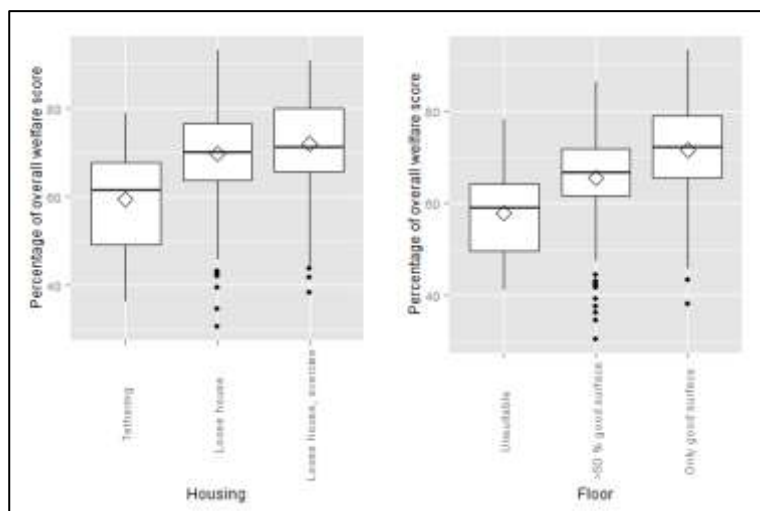 Percentage of overall welfare score
80
60
40
Tethering
Loose house
Loose house, exercise
Housing
Percentage of overall welfare score
80
60
40
Unsuitable
>50 % good surface
Only good surface
Floor